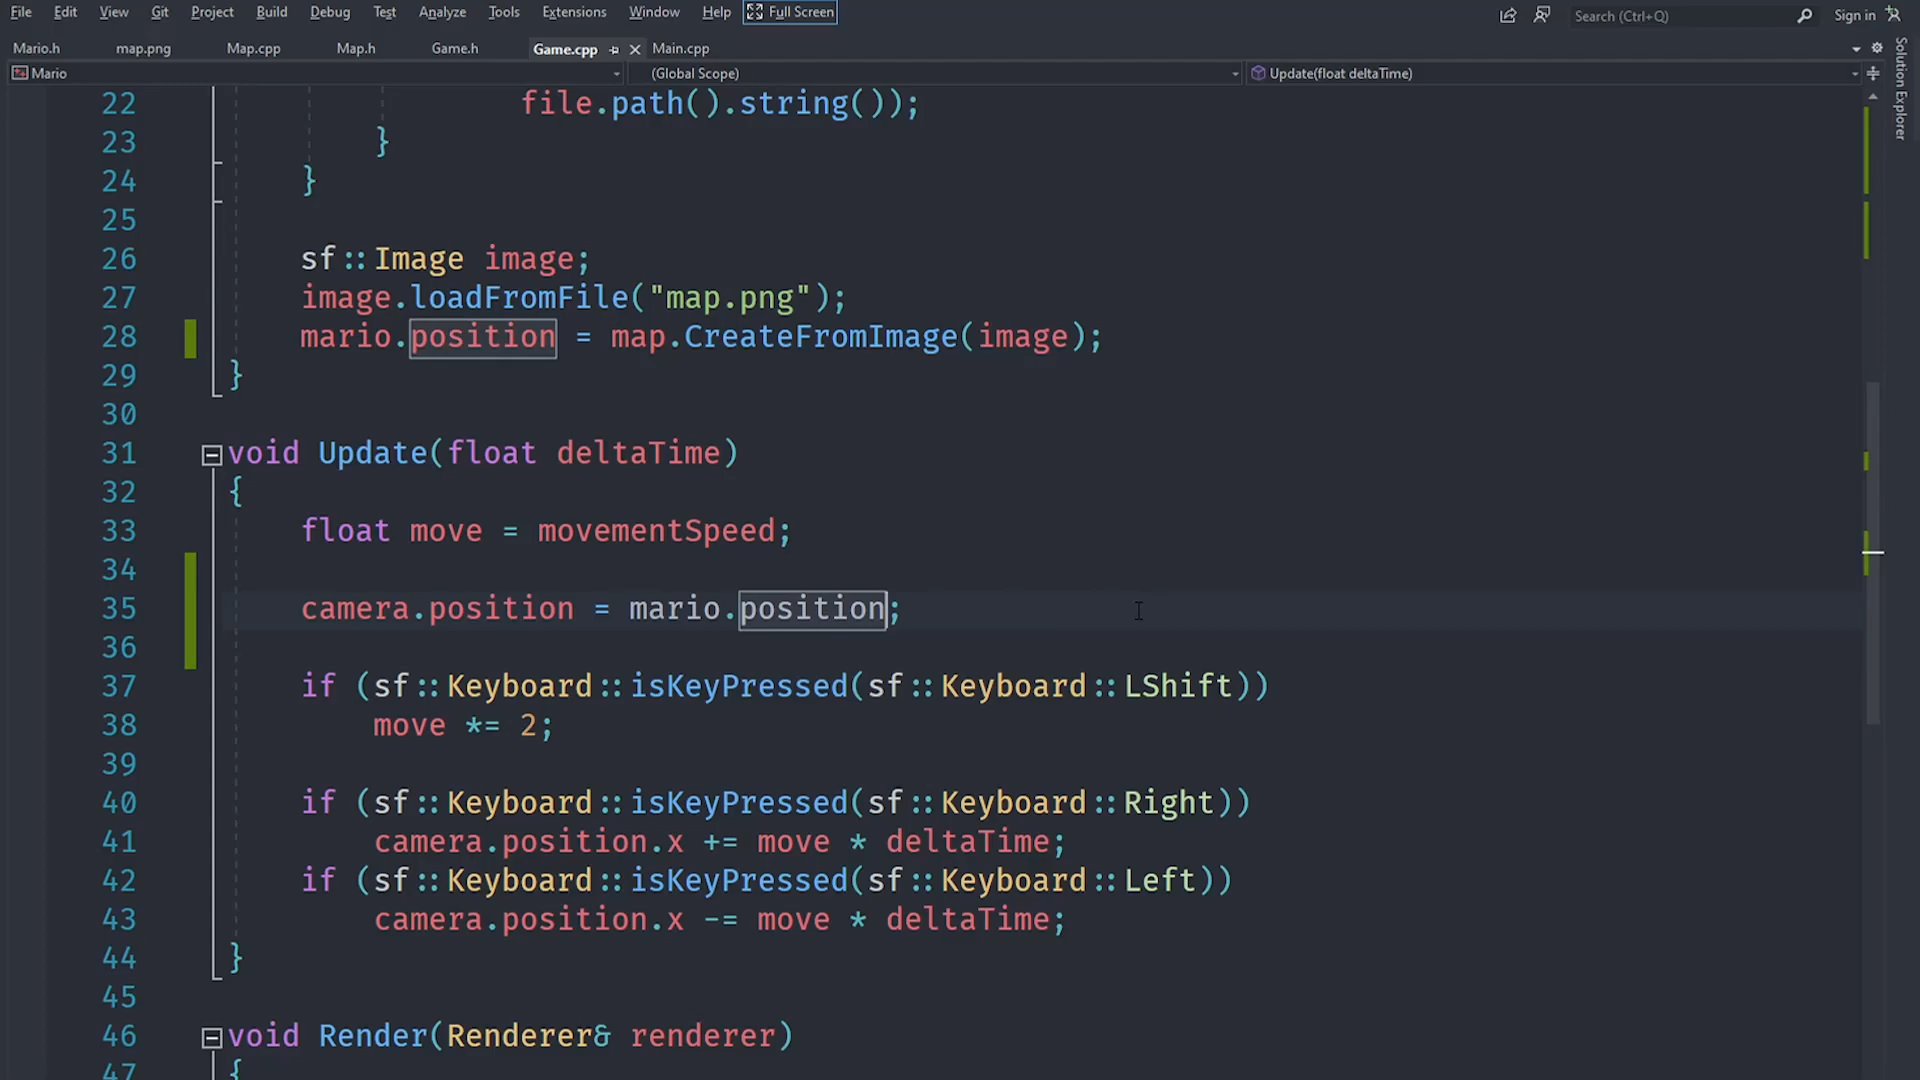 File Edit View Git Project Build Debug Test Analyze Tools Extensions Window Help Full Screen Search (Ctrl+Q) Sign in
Mario.h map.png Map.cpp Map.h Game.h Game.cpp Main.cpp
Mario (Global Scope) Update(float deltaTime)
Solution Explorer
22 file.path().string());
23 }
24 }
25
26 sf::Image image;
27 image.loadFromFile("map.png");
28 mario.position = map.CreateFromImage(image);
29 }
30
31 void Update(float deltaTime)
32 {
33 float move = movementSpeed;
34
35 camera.position = mario.position;
36
37 if (sf::Keyboard::isKeyPressed(sf::Keyboard::LShift))
38 move *= 2;
39
40 if (sf::Keyboard::isKeyPressed(sf::Keyboard::Right))
41 camera.position.x += move * deltaTime;
42 if (sf::Keyboard::isKeyPressed(sf::Keyboard::Left))
43 camera.position.x -= move * deltaTime;
44 }
45
46 void Render(Renderer& renderer)
47 {